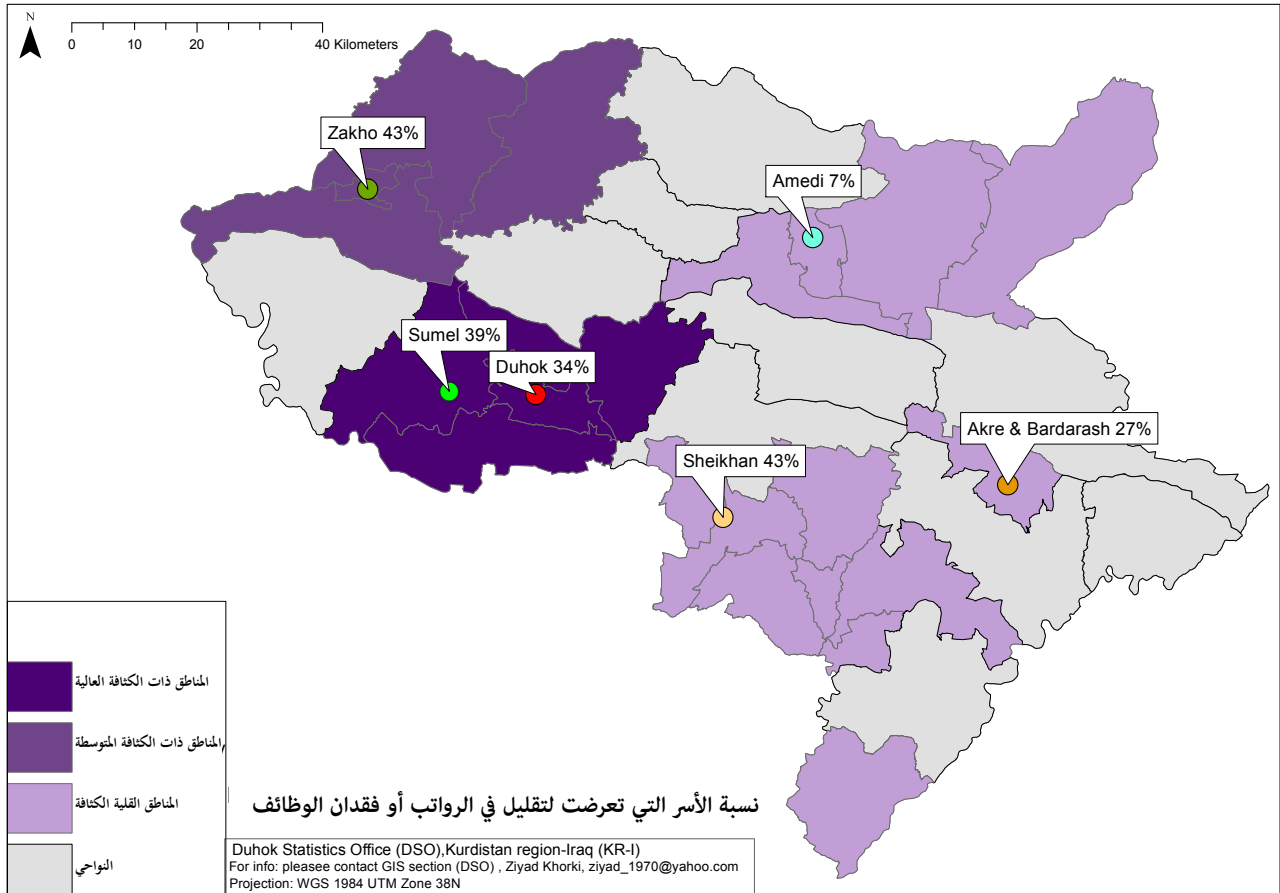 N
0 10 20 40 Kilometers
Zakho 43%
Amedi 7%
Sumel 39%
Duhok 34%
Akre & Bardarash 27%
Sheikhan 43%
المناطق ذات الكثافة العالية
المناطق ذات الكثافة المتوسطة
المناطق القلية الكثافة
النواحي
نسبة الأسر التي تعرضت لتقليل في الرواتب أو فقدان الوظائف
Duhok Statistics Office (DSO),Kurdistan region-Iraq (KR-I)
For info: pleasee contact GIS section (DSO) , Ziyad Khorki, ziyad_1970@yahoo.com
Projection: WGS 1984 UTM Zone 38N